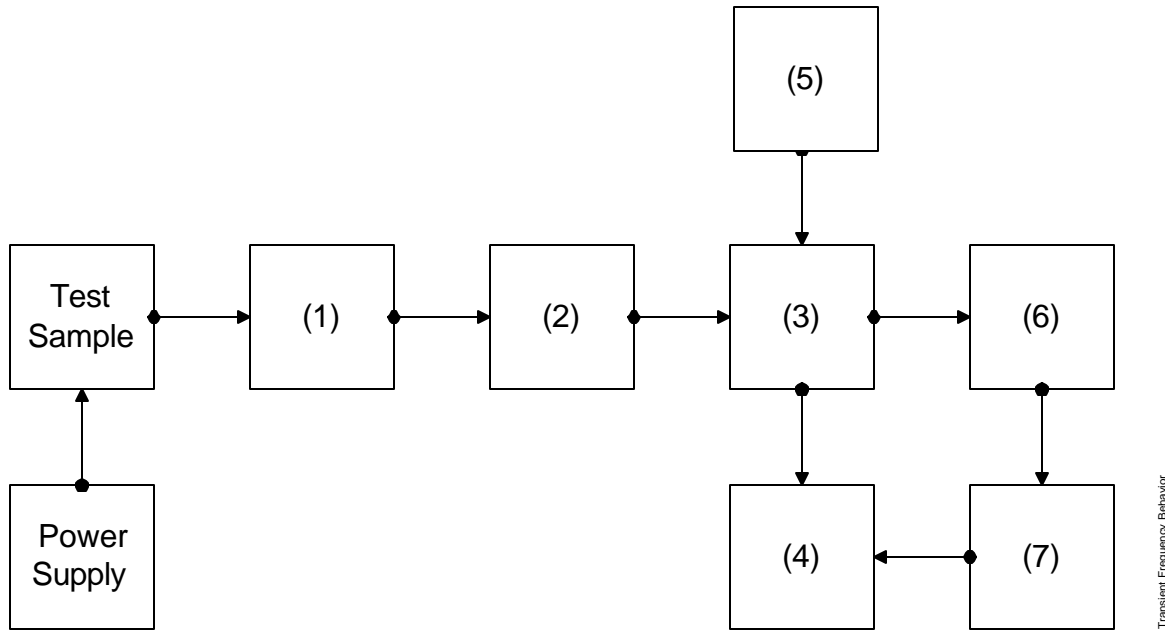 (5)
Test
Sample
(1)
(2)
(3)
(6)
Power
Supply
(4)
(7)
Transient Frequency Behavior